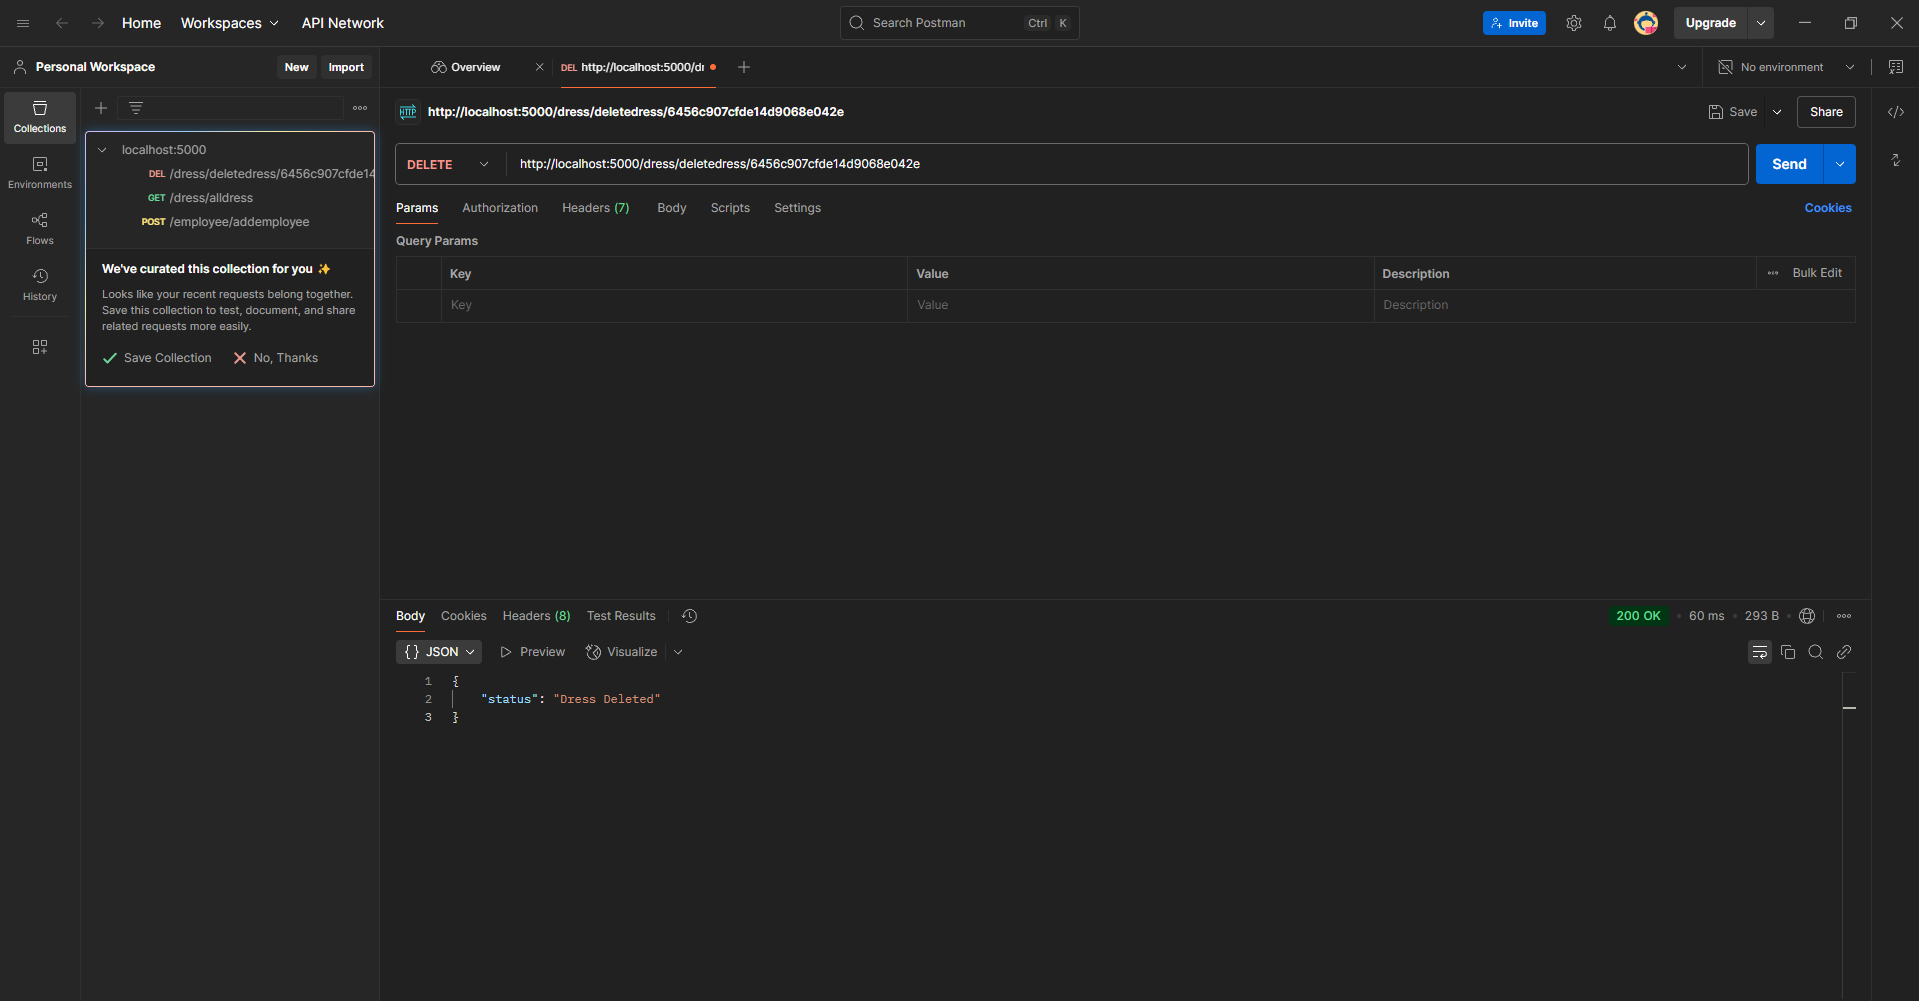 Home Workspaces API Network Search Postman Ctrl K Invite Upgrade
Personal Workspace New Import Overview DEL http://localhost:5000/dr No environment
Collections
Environments
Flows
History
localhost:5000
DEL /dress/deletedress/6456c907cfde14
GET /dress/alldress
POST /employee/addemployee
We've curated this collection for you ✨
Looks like your recent requests belong together.
Save this collection to test, document, and share
related requests more easily.
Save Collection No, Thanks
HTTP http://localhost:5000/dress/deletedress/6456c907cfde14d9068e042e Save Share
DELETE http://localhost:5000/dress/deletedress/6456c907cfde14d9068e042e Send
Params Authorization Headers (7) Body Scripts Settings Cookies
Query Params
Key Value Description Bulk Edit
Key Value Description
Body Cookies Headers (8) Test Results 200 OK • 60 ms • 293 B •
{} JSON Preview Visualize
1 {
2 "status": "Dress Deleted"
3 }